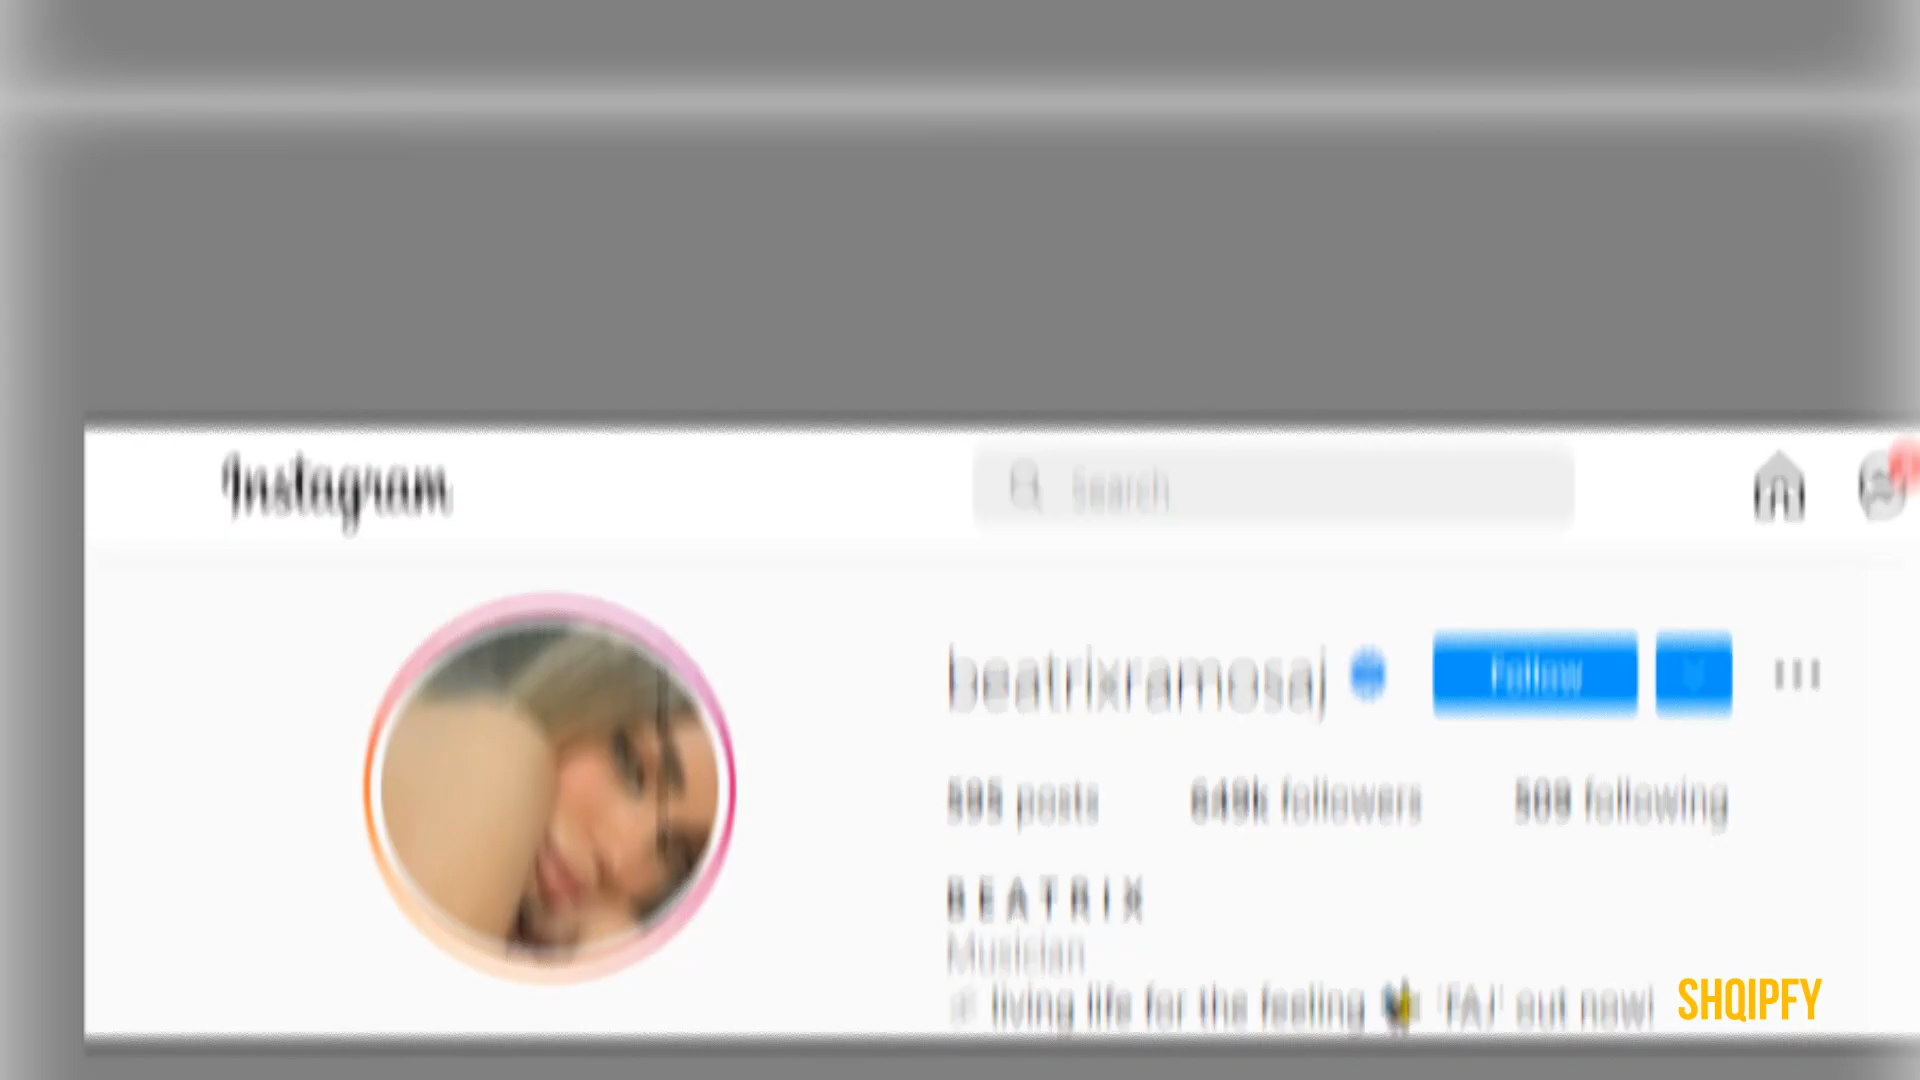 Instagram
Search
beatrixramosaj Follow
595 posts 649k followers 509 following
BEATRIX
Musician
living life for the feeling 'FAJ' out now!
SHQIPFY